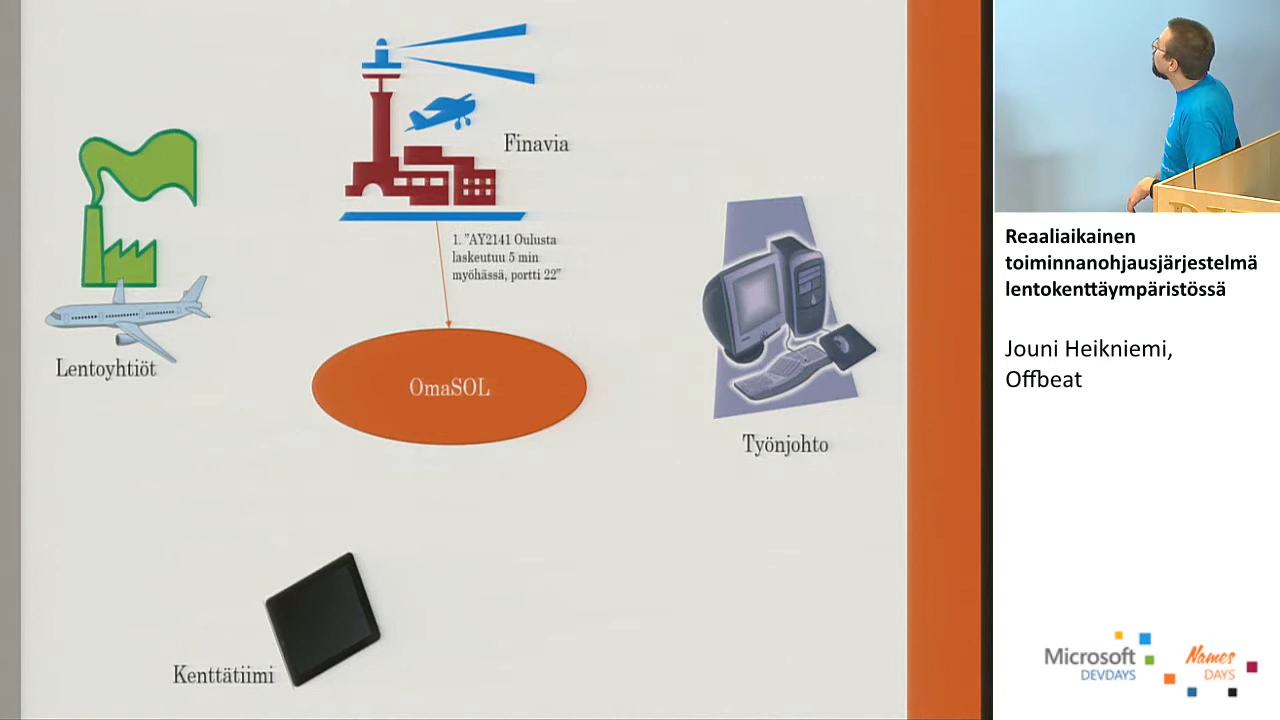 Finavia
1. "AY2141 Oulusta
laskeutuu 5 min
myöhässä, portti 22"
Lentoyhtiöt
OmaSOL
Työnjohto
Kenttätiimi
Reaaliaikainen
toiminnanohjausjärjestelmä
lentokenttäympäristössä
Jouni Heikniemi,
Offbeat
Microsoft
DEVDAYS
Names
DAYS